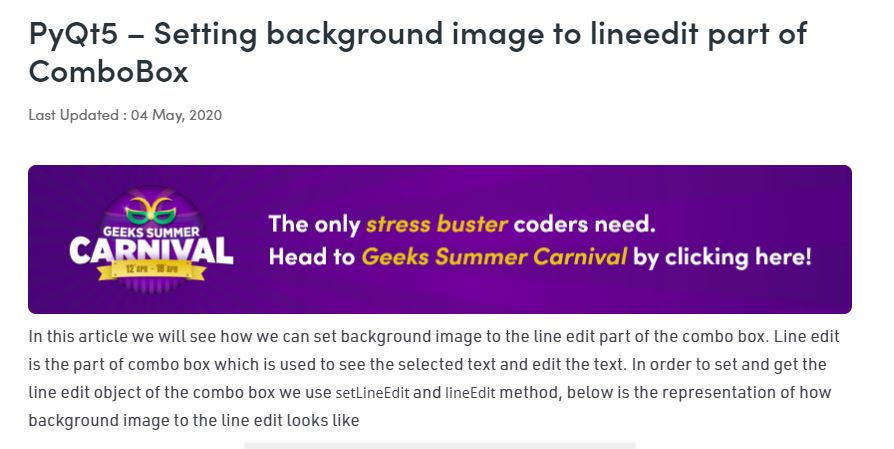 PyQt5 – Setting background image to lineedit part of
ComboBox
Last Updated : 04 May, 2020
GEEKS SUMMER
CARNIVAL
12 APR - 18 APR
The only stress buster coders need.
Head to Geeks Summer Carnival by clicking here!
In this article we will see how we can set background image to the line edit part of the combo box. Line edit
is the part of combo box which is used to see the selected text and edit the text. In order to set and get the
line edit object of the combo box we use setLineEdit and lineEdit method, below is the representation of how
background image to the line edit looks like